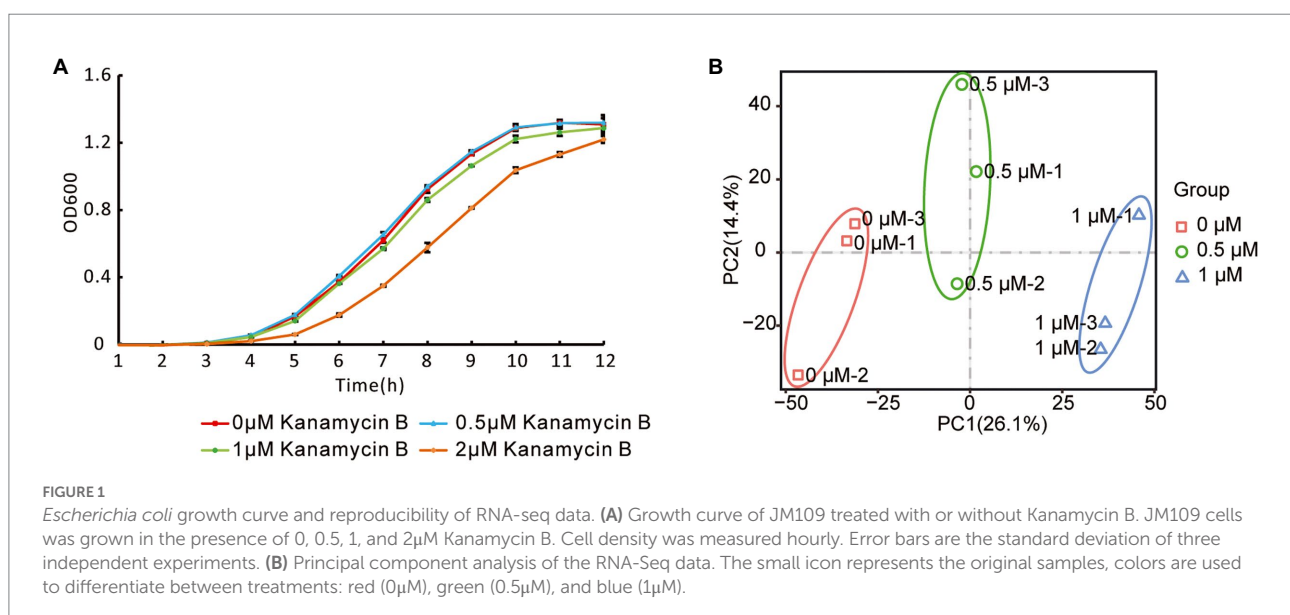 A
1.6
1.2
0.8
0.4
0
OD600
1 2 3 4 5 6 7 8 9 10 11 12
Time(h)
0μM Kanamycin B 0.5μM Kanamycin B
1μM Kanamycin B 2μM Kanamycin B
B
40
20
0
−20
PC2(14.4%)
0.5 μM-3
0.5 μM-1
0 μM-3
0 μM-1
0.5 μM-2
0 μM-2
1 μM-1
1 μM-3
1 μM-2
−50 −25 0 25 50
PC1(26.1%)
Group
0 μM
0.5 μM
1 μM
FIGURE 1
Escherichia coli growth curve and reproducibility of RNA-seq data. (A) Growth curve of JM109 treated with or without Kanamycin B. JM109 cells
was grown in the presence of 0, 0.5, 1, and 2μM Kanamycin B. Cell density was measured hourly. Error bars are the standard deviation of three
independent experiments. (B) Principal component analysis of the RNA-Seq data. The small icon represents the original samples, colors are used
to differentiate between treatments: red (0μM), green (0.5μM), and blue (1μM).